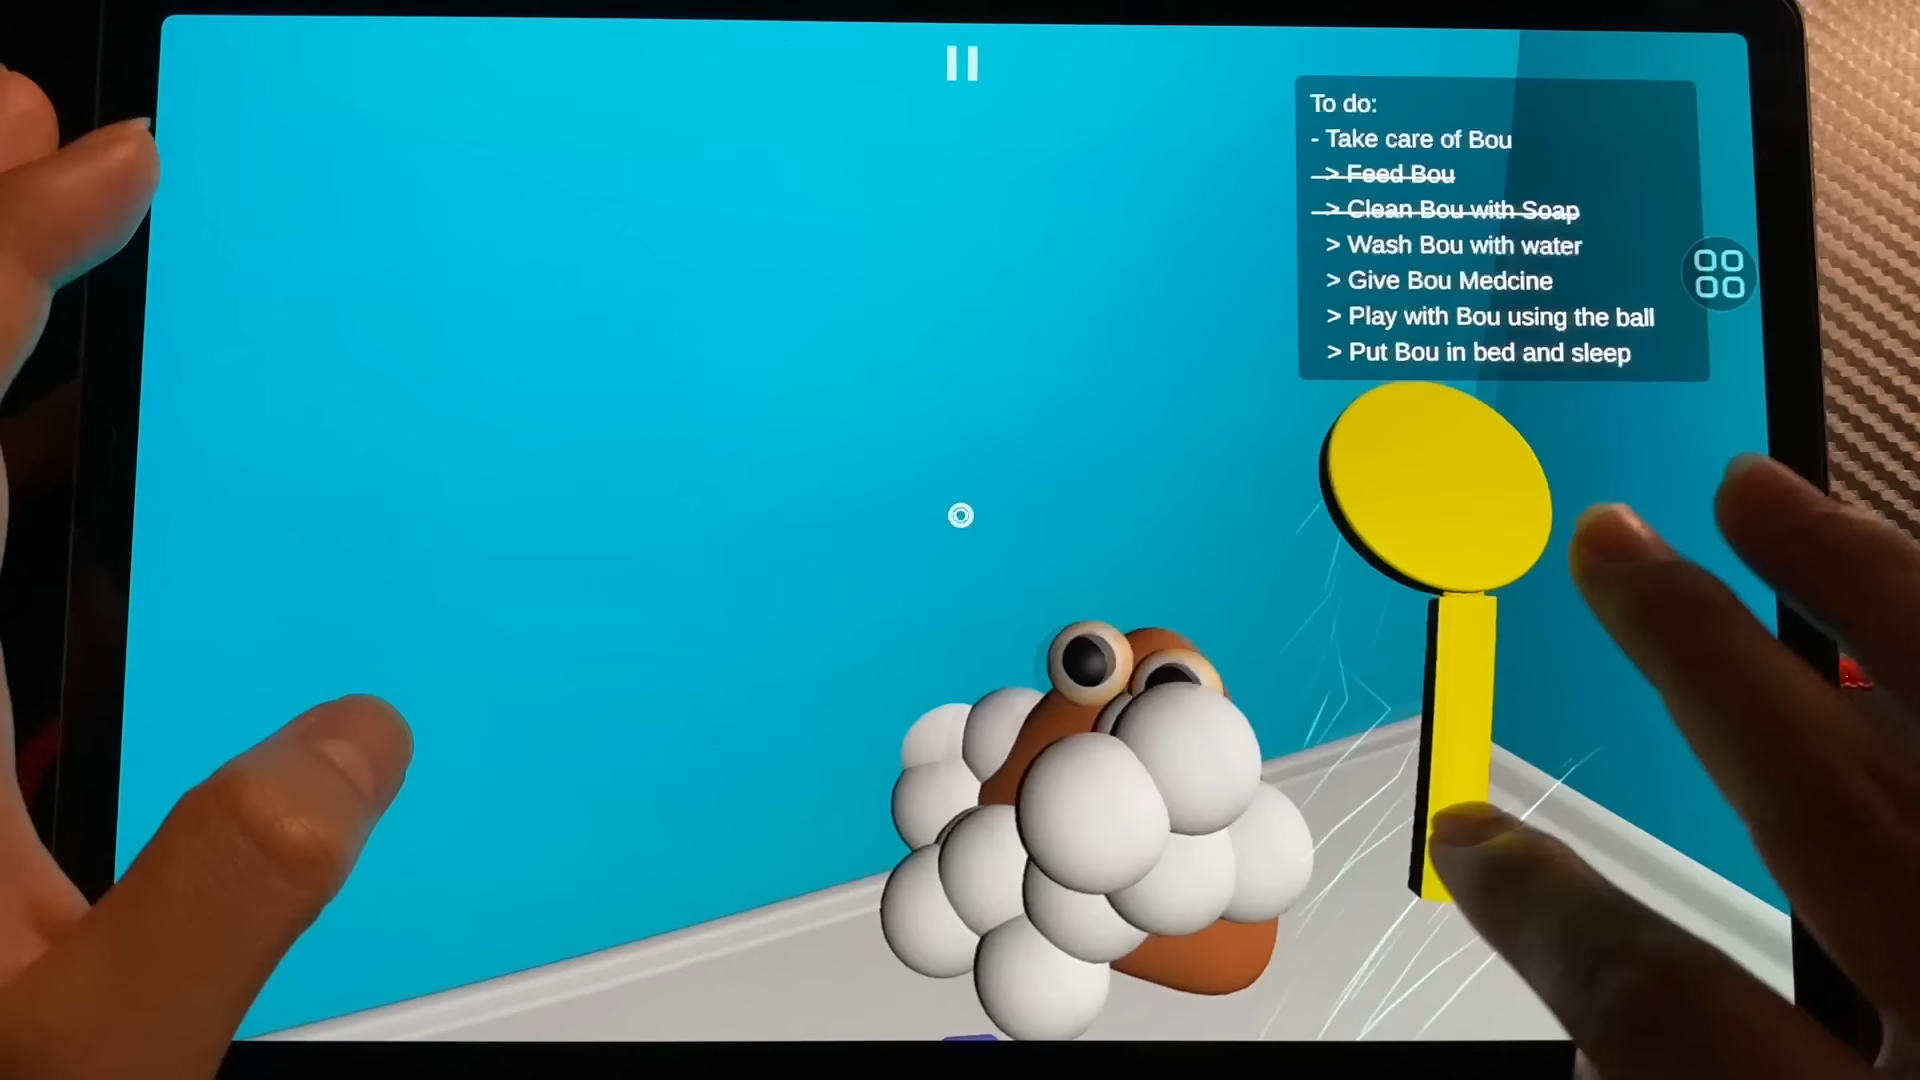 To do:
- Take care of Bou
> Feed Bou
> Clean Bou with Soap
> Wash Bou with water
> Give Bou Medcine
> Play with Bou using the ball
> Put Bou in bed and sleep